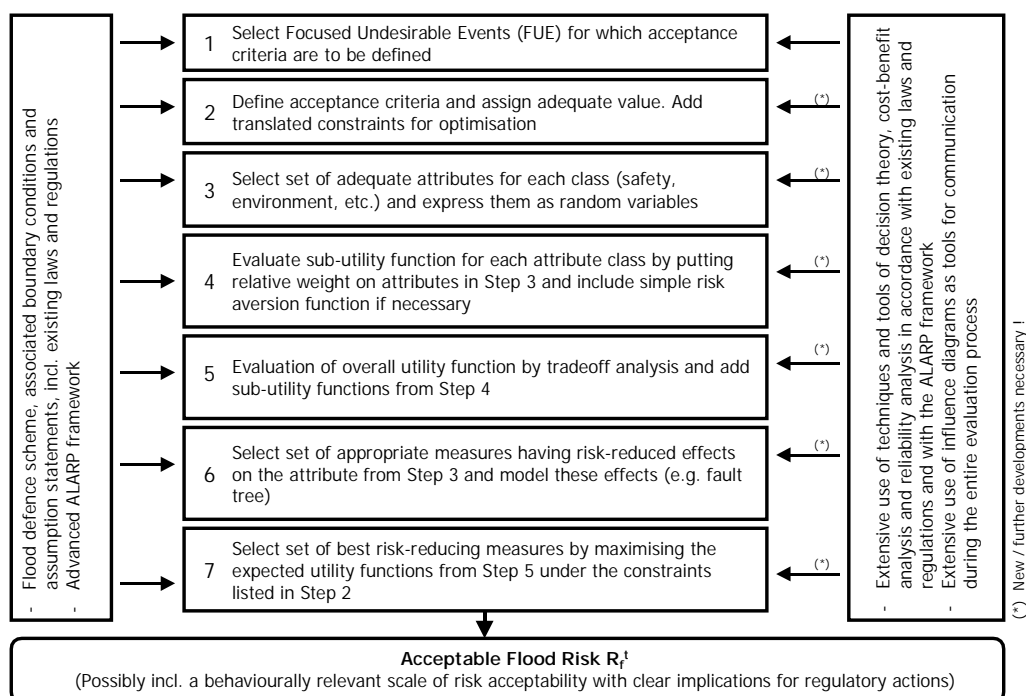 - Flood defence scheme, associated boundary conditions and
assumption statements, incl. existing laws and regulations
- Advanced ALARP framework
1 Select Focused Undesirable Events (FUE) for which acceptance
criteria are to be defined
2 Define acceptance criteria and assign adequate value. Add
translated constraints for optimisation
(*)
3 Select set of adequate attributes for each class (safety,
environment, etc.) and express them as random variables
(*)
4 Evaluate sub-utility function for each attribute class by putting
relative weight on attributes in Step 3 and include simple risk
aversion function if necessary
(*)
5 Evaluation of overall utility function by tradeoff analysis and add
sub-utility functions from Step 4
(*)
6 Select set of appropriate measures having risk-reduced effects
on the attribute from Step 3 and model these effects (e.g. fault
tree)
(*)
7 Select set of best risk-reducing measures by maximising the
expected utility functions from Step 5 under the constraints
listed in Step 2
(*)
- Extensive use of techniques and tools of decision theory, cost-benefit
analysis and reliability analysis in accordance with existing laws and
regulations and with the ALARP framework
- Extensive use of influence diagrams as tools for communication
during the entire evaluation process
(*) New / further developments necessary !
Acceptable Flood Risk R_f^t
(Possibly incl. a behaviourally relevant scale of risk acceptability with clear implications for regulatory actions)